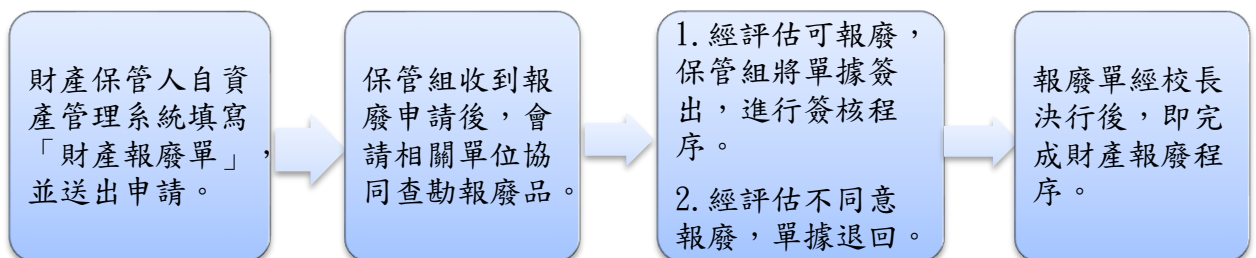 財產保管人自資
產管理系統填寫
「財產報廢單」,
並送出申請。
保管組收到報
廢申請後,會
請相關單位協
同查勘報廢品。
1.經評估可報廢,
保管組將單據簽
出,進行簽核程
序。
2.經評估不同意
報廢,單據退回。
報廢單經校長
決行後,即完
成財產報廢程
序。